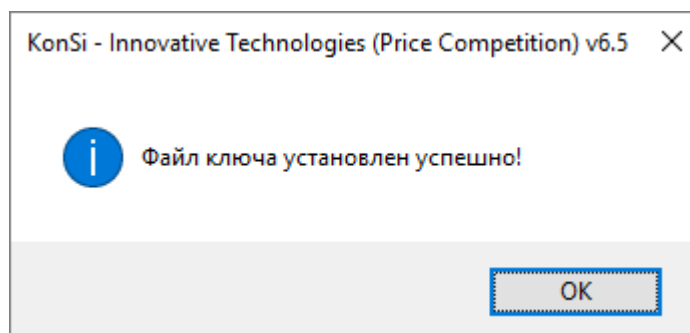 KonSi - Innovative Technologies (Price Competition) v6.5
Файл ключа установлен успешно!
OK